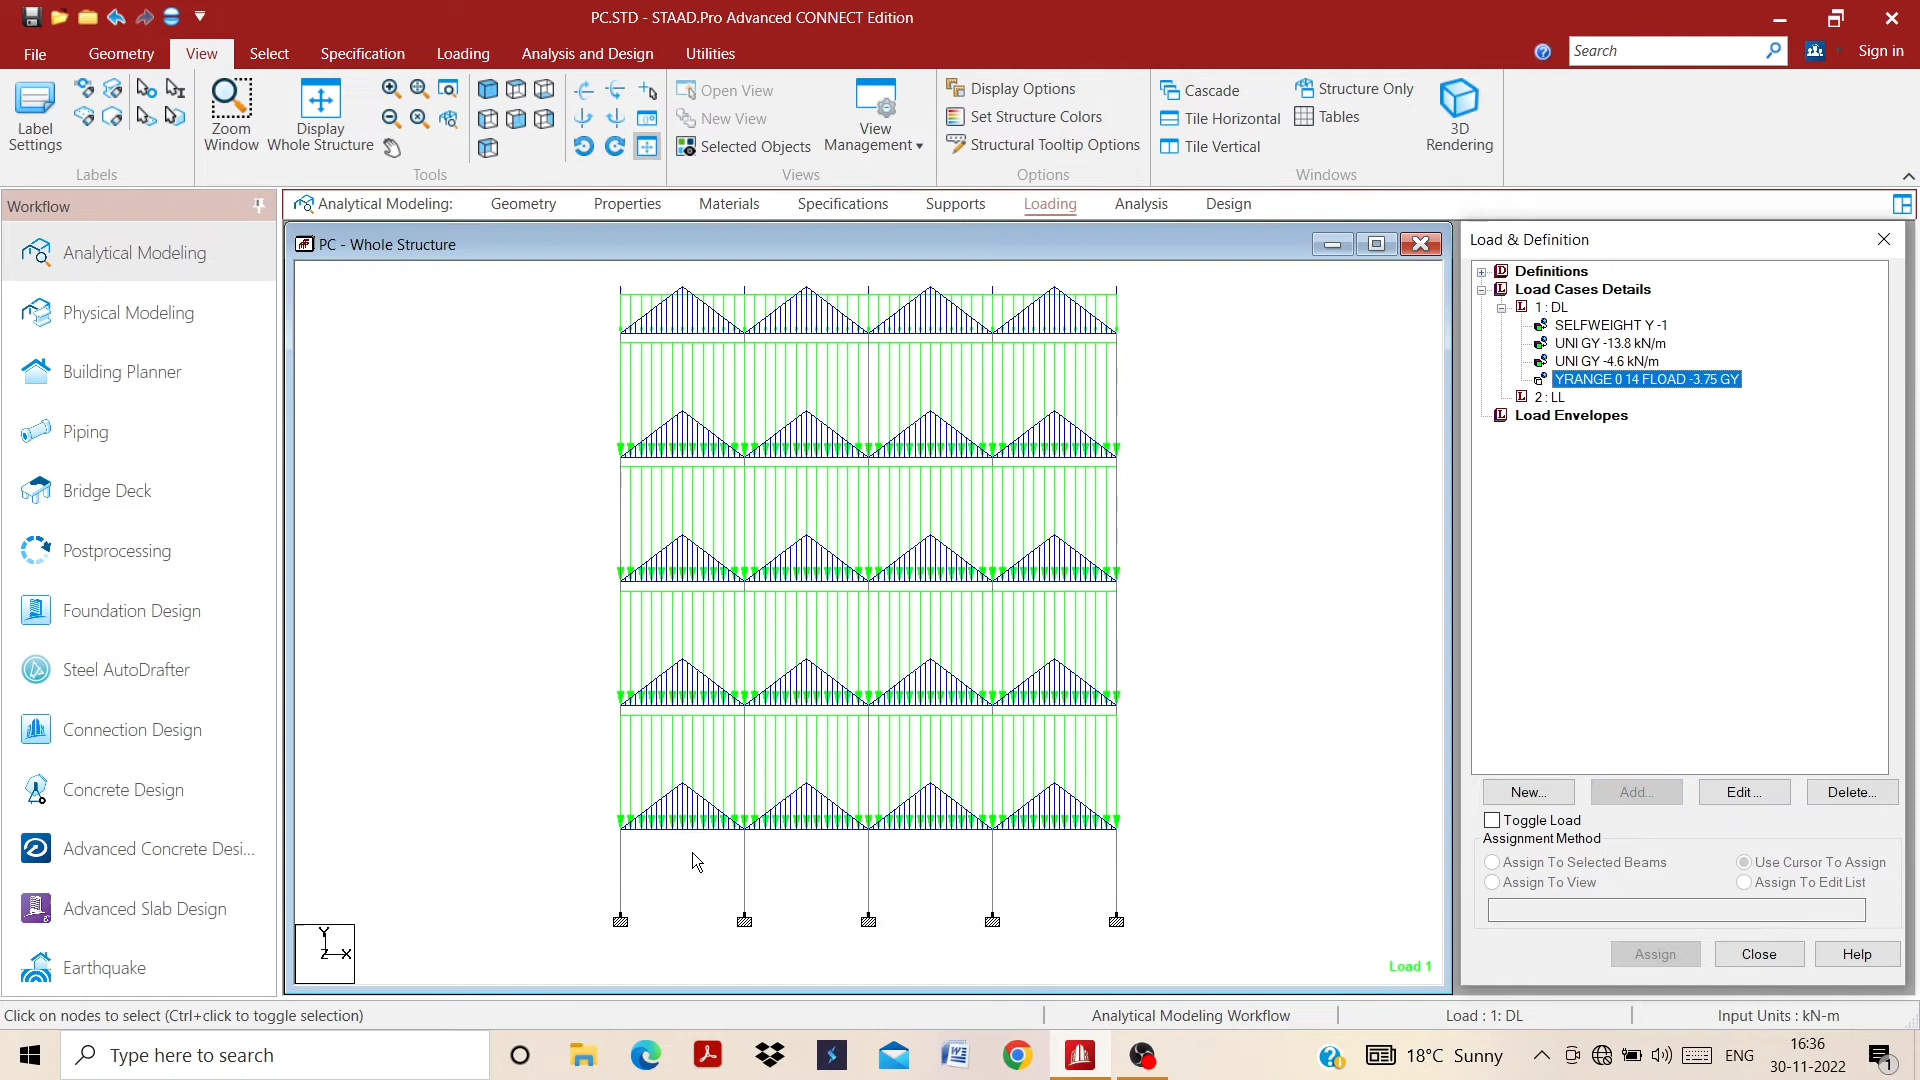 PC.STD - STAAD.Pro Advanced CONNECT Edition
File
Geometry
View
Select
Specification
Loading
Analysis and Design
Utilities
Search
Sign in
Label Settings
Labels
Zoom Window
Display Whole Structure
Tools
Open View
New View
Selected Objects
View Management
Views
Display Options
Set Structure Colors
Structural Tooltip Options
Options
Cascade
Tile Horizontal
Tile Vertical
Structure Only
Tables
3D Rendering
Windows
Workflow
Analytical Modeling
Physical Modeling
Building Planner
Piping
Bridge Deck
Postprocessing
Foundation Design
Steel AutoDrafter
Connection Design
Concrete Design
Advanced Concrete Desi...
Advanced Slab Design
Earthquake
Analytical Modeling:
Geometry
Properties
Materials
Specifications
Supports
Loading
Analysis
Design
PC - Whole Structure
Y
Z
X
Load 1
Load & Definition
Definitions
Load Cases Details
1 : DL
SELFWEIGHT Y -1
UNI GY -13.8 kN/m
UNI GY -4.6 kN/m
YRANGE 0 14 FLOAD -3.75 GY
2 : LL
Load Envelopes
New...
Add...
Edit ...
Delete...
Toggle Load
Assignment Method
Assign To Selected Beams
Use Cursor To Assign
Assign To View
Assign To Edit List
Assign
Close
Help
Click on nodes to select (Ctrl+click to toggle selection)
Analytical Modeling Workflow
Load : 1: DL
Input Units : kN-m
Type here to search
18°C Sunny
ENG
16:36
30-11-2022
1